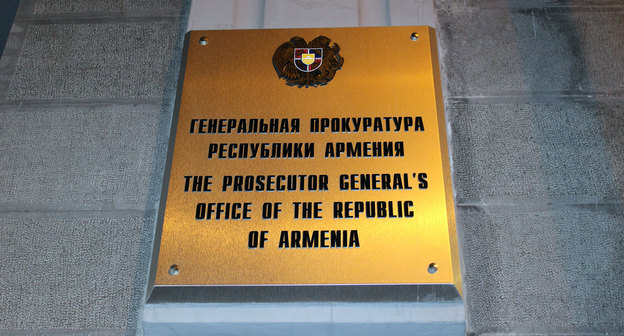 ГЕНЕРАЛЬНАЯ ПРОКУРАТУРА
РЕСПУБЛИКИ АРМЕНИЯ
THE PROSECUTOR GENERAL'S
OFFICE OF THE REPUBLIC
OF ARMENIA